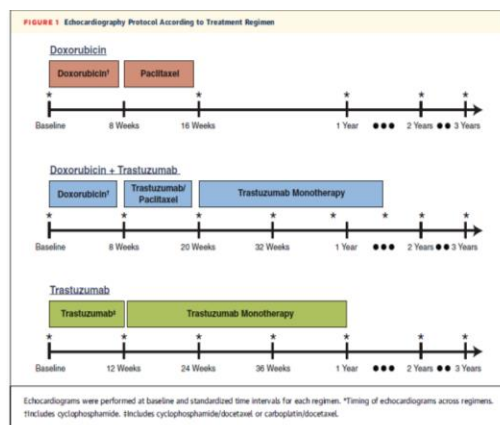 FIGURE 1 Echocardiography Protocol According to Treatment Regimen
Doxorubicin
Doxorubicin† Paclitaxel
* * * * *
Baseline 8 Weeks 16 Weeks 1 Year ●●● 2 Years ●● 3 Years
Doxorubicin + Trastuzumab
Doxorubicin† Trastuzumab/ Trastuzumab Monotherapy
Paclitaxel
* * * * * * * *
Baseline 8 Weeks 20 Weeks 32 Weeks 1 Year ●●● 2 Years ●● 3 Years
Trastuzumab
Trastuzumab‡ Trastuzumab Monotherapy
* * * * * * *
Baseline 12 Weeks 24 Weeks 36 Weeks 1 Year ●●● 2 Years ●● 3 Years
Echocardiograms were performed at baseline and standardized time intervals for each regimen. *Timing of echocardiograms across regimens.
†Includes cyclophosphamide. ‡Includes cyclophosphamide/docetaxel or carboplatin/docetaxel.